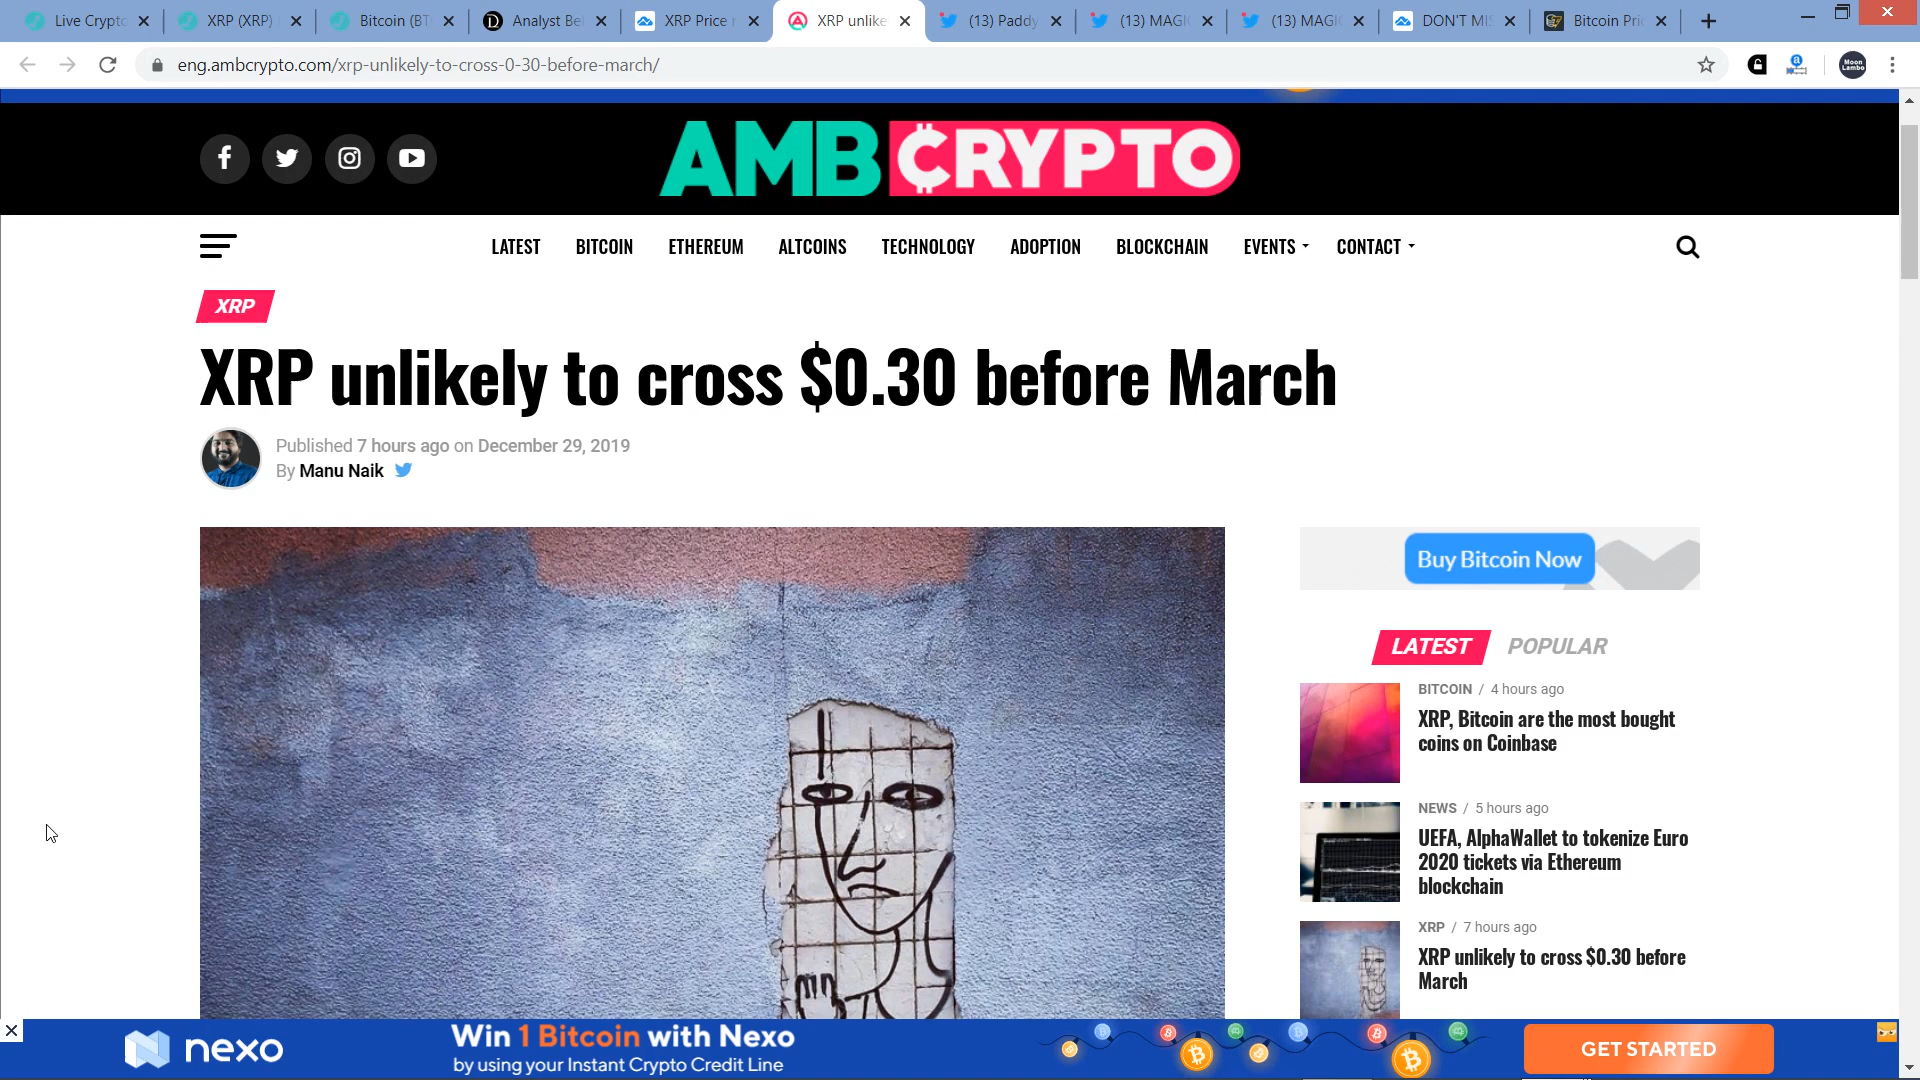 Live Crypto
XRP (XRP)
Bitcoin (BT
Analyst Be
XRP Price
XRP unlike
(13) Paddy
(13) MAGI
(13) MAGI
DON'T MI
Bitcoin Pri
eng.ambcrypto.com/xrp-unlikely-to-cross-0-30-before-march/
Moon
Lambo
AMBCRYPTO
LATEST
BITCOIN
ETHEREUM
ALTCOINS
TECHNOLOGY
ADOPTION
BLOCKCHAIN
EVENTS
CONTACT
XRP
XRP unlikely to cross $0.30 before March
Published 7 hours ago on December 29, 2019
By Manu Naik
Buy Bitcoin Now
LATEST
POPULAR
BITCOIN / 4 hours ago
XRP, Bitcoin are the most bought
coins on Coinbase
NEWS / 5 hours ago
UEFA, AlphaWallet to tokenize Euro
2020 tickets via Ethereum
blockchain
XRP / 7 hours ago
XRP unlikely to cross $0.30 before
March
nexo
Win 1 Bitcoin with Nexo
by using your Instant Crypto Credit Line
GET STARTED